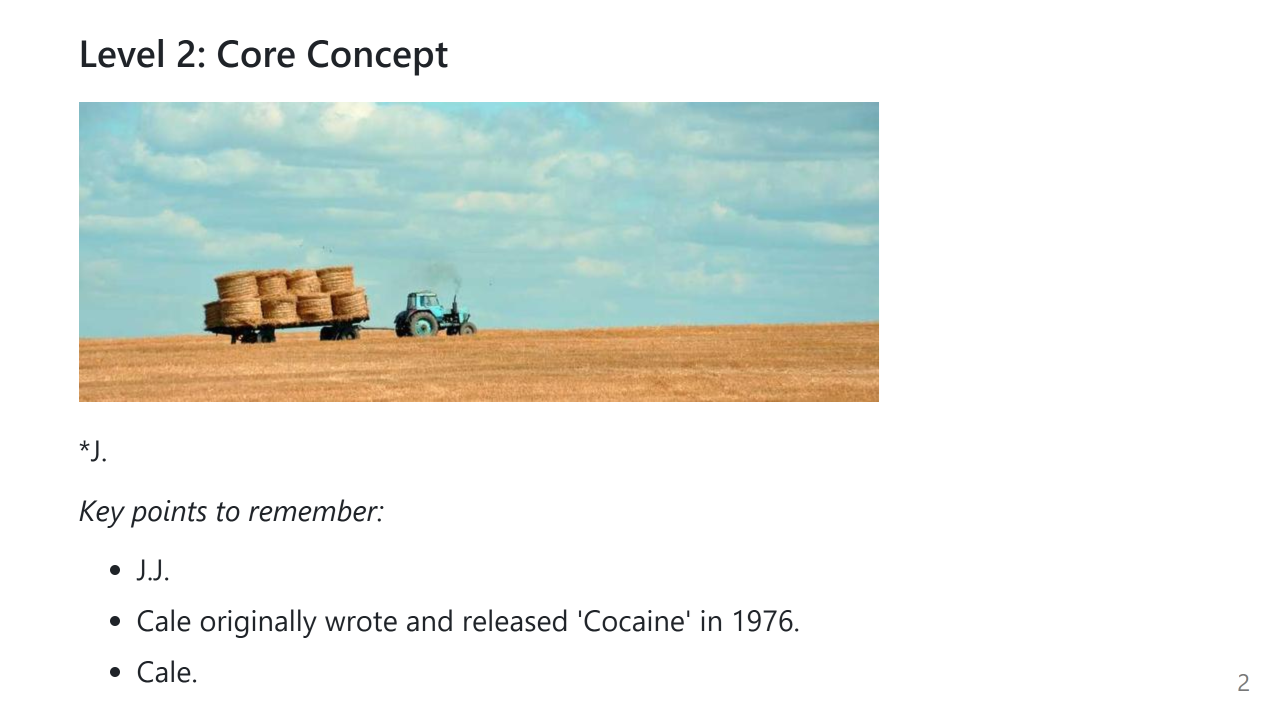 Level 2: Core Concept
*J.
Key points to remember:
• J.J.
• Cale originally wrote and released 'Cocaine' in 1976.
• Cale.
2